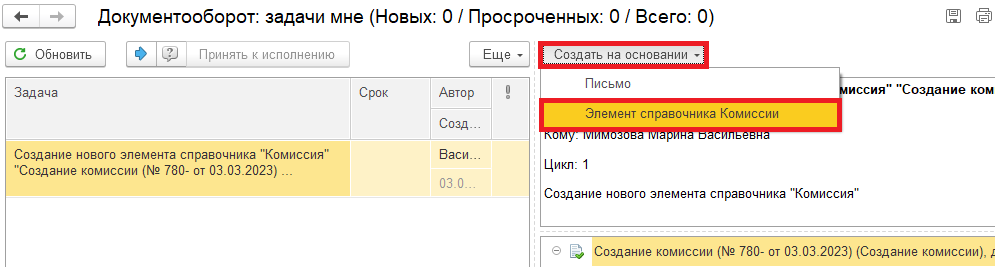 Документооборот: задачи мне (Новых: 0 / Просроченных: 0 / Всего: 0)
Обновить
Принять к исполнению
Еще
Создать на основании
Письмо
Элемент справочника Комиссии
Задача
Срок
Автор
Созд...
Создание нового элемента справочника "Комиссия"
"Создание комиссии (№ 780- от 03.03.2023) ...
Васи...
03.0...
"Создание ком
Кому: Мимозова Марина Васильевна
Цикл: 1
Создание нового элемента справочника "Комиссия"
Создание комиссии (№ 780- от 03.03.2023) (Создание комиссии), д